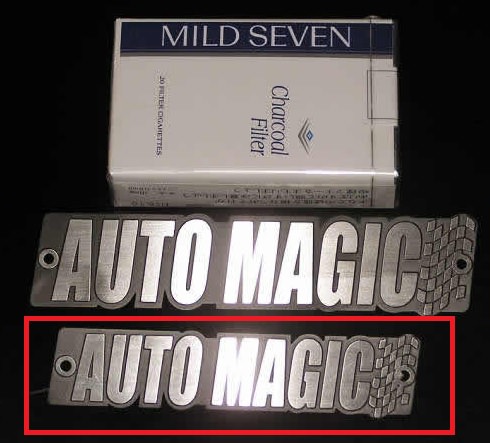 MILD SEVEN
20 FILTER CIGARETTES
Charcoal
Filter
AUTO MAGIC
AUTO MAGIC